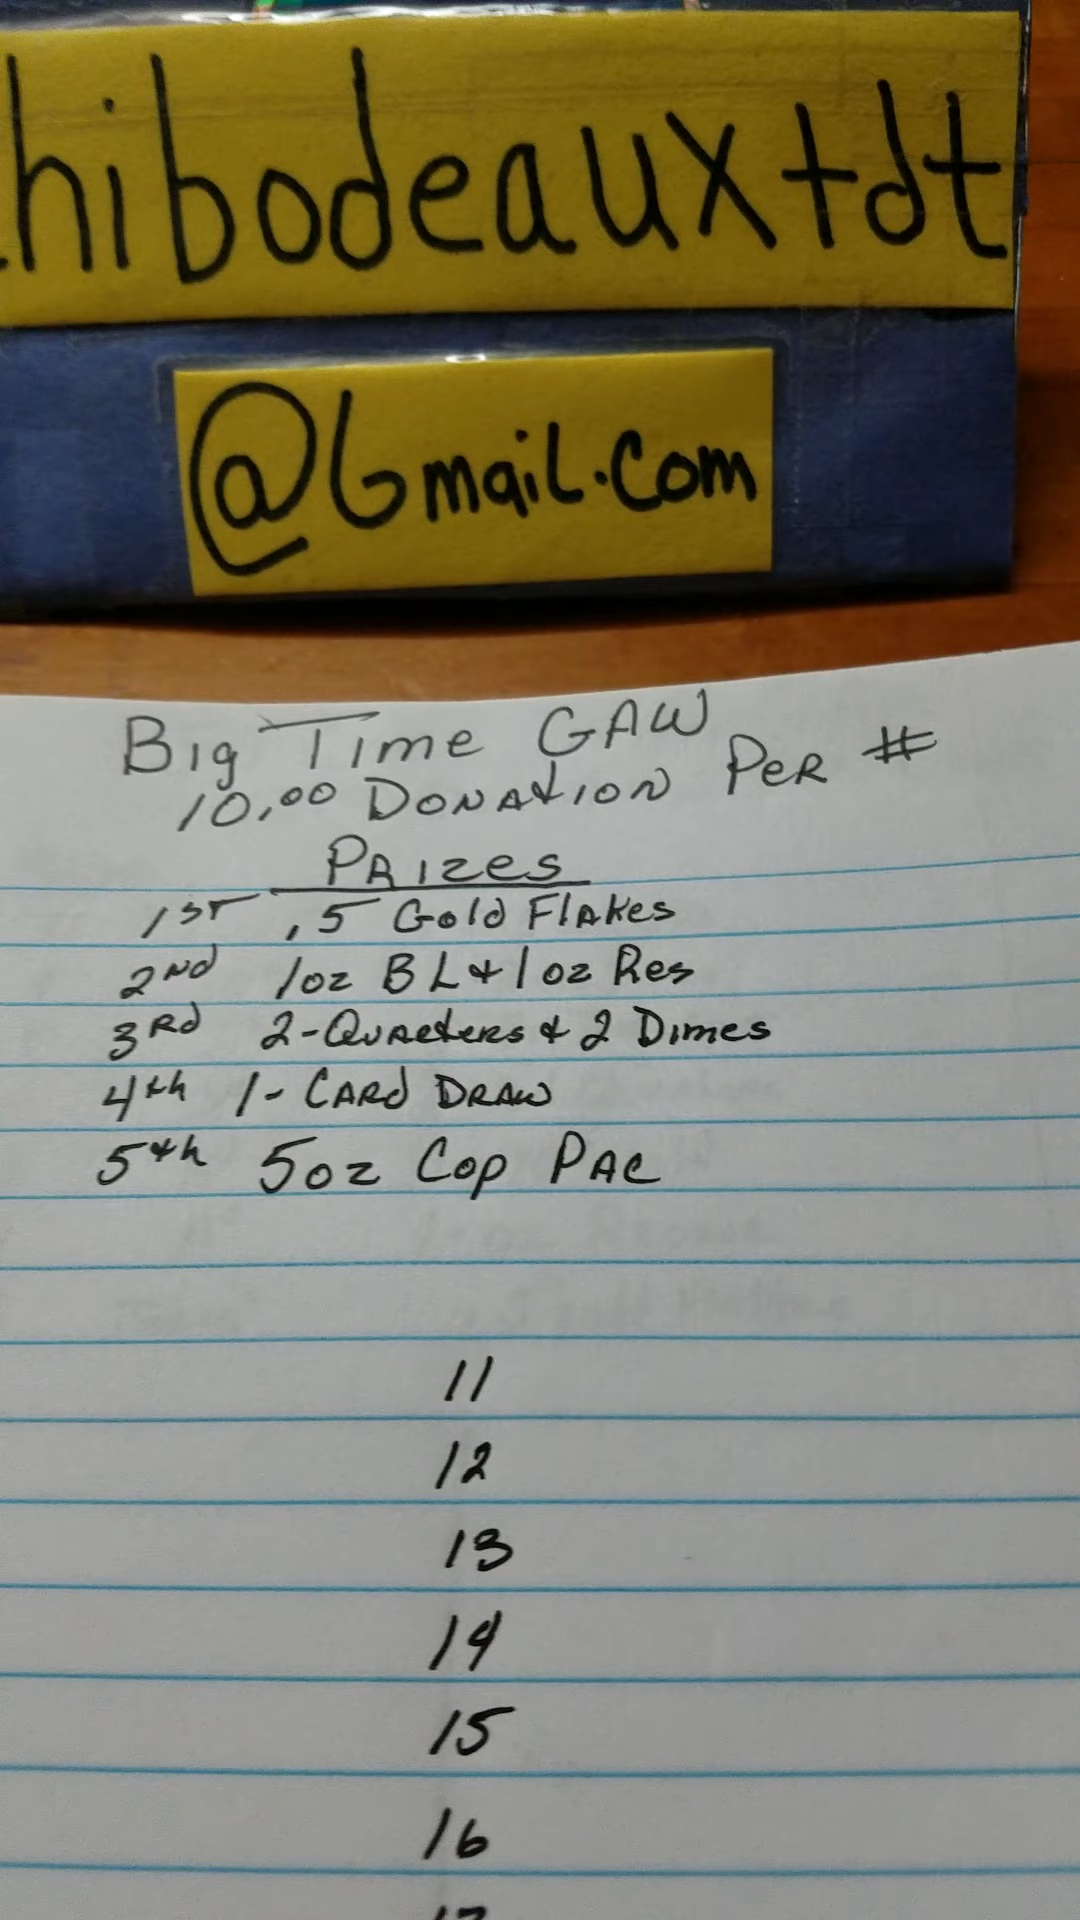 hibodeauxtdt
@Gmail.com
Big Time GAW
10.00 Donation Per #
Prizes
1st .5 Gold Flakes
2nd 1oz BL & 1oz Res
3rd 2-Quarters & 2 Dimes
4th 1-Card Draw
5th 5oz Cop Pac
11
12
13
14
15
16
17